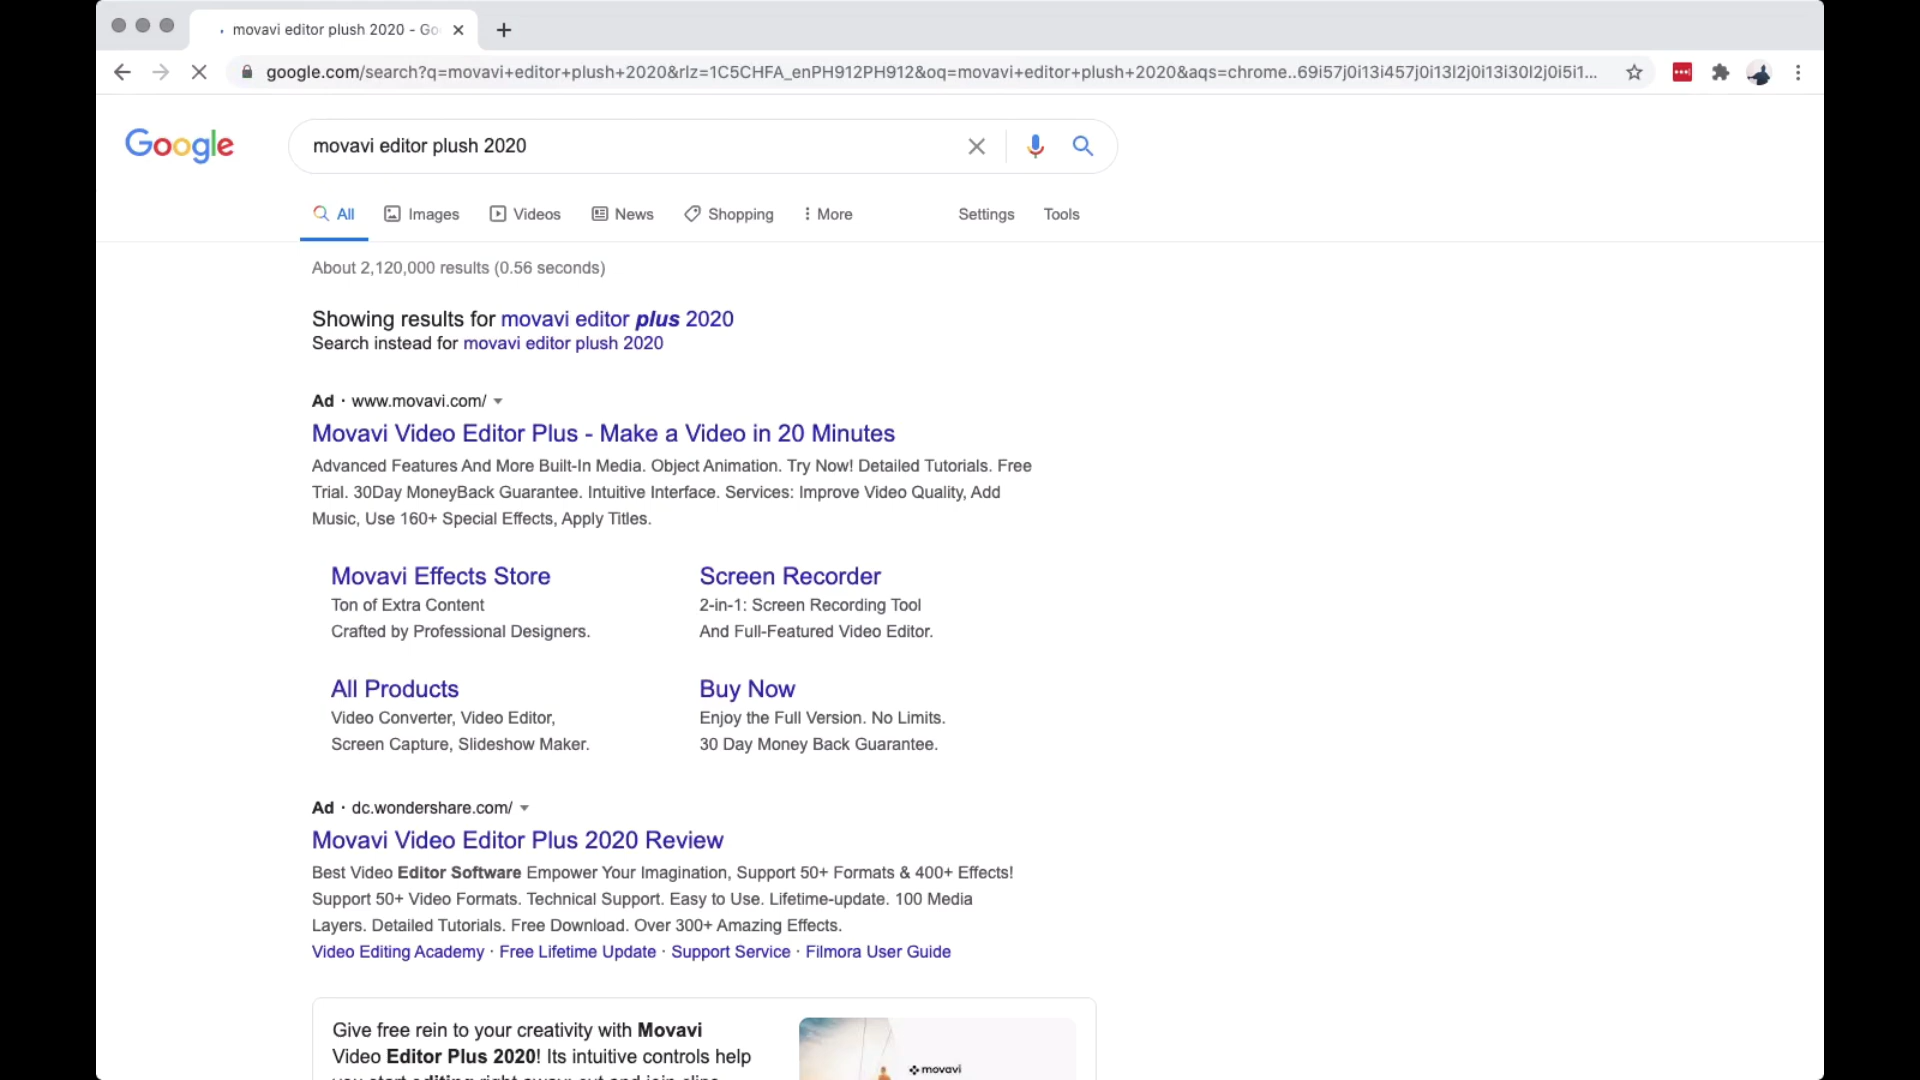 movavi editor plush 2020 - Go
google.com/search?q=movavi+editor+plush+2020&rlz=1C5CHFA_enPH912PH912&oq=movavi+editor+plush+2020&aqs=chrome..69i57j0i13i457j0i13l2j0i13i30l2j0i5i1...
Google
movavi editor plush 2020
All Images Videos News Shopping More Settings Tools
About 2,120,000 results (0.56 seconds)
Showing results for movavi editor plus 2020
Search instead for movavi editor plush 2020
Ad · www.movavi.com/
Movavi Video Editor Plus - Make a Video in 20 Minutes
Advanced Features And More Built-In Media. Object Animation. Try Now! Detailed Tutorials. Free
Trial. 30Day MoneyBack Guarantee. Intuitive Interface. Services: Improve Video Quality, Add
Music, Use 160+ Special Effects, Apply Titles.
Movavi Effects Store
Ton of Extra Content
Crafted by Professional Designers.
Screen Recorder
2-in-1: Screen Recording Tool
And Full-Featured Video Editor.
All Products
Video Converter, Video Editor,
Screen Capture, Slideshow Maker.
Buy Now
Enjoy the Full Version. No Limits.
30 Day Money Back Guarantee.
Ad · dc.wondershare.com/
Movavi Video Editor Plus 2020 Review
Best Video Editor Software Empower Your Imagination, Support 50+ Formats & 400+ Effects!
Support 50+ Video Formats. Technical Support. Easy to Use. Lifetime-update. 100 Media
Layers. Detailed Tutorials. Free Download. Over 300+ Amazing Effects.
Video Editing Academy · Free Lifetime Update · Support Service · Filmora User Guide
Give free rein to your creativity with Movavi
Video Editor Plus 2020! Its intuitive controls help
movavi